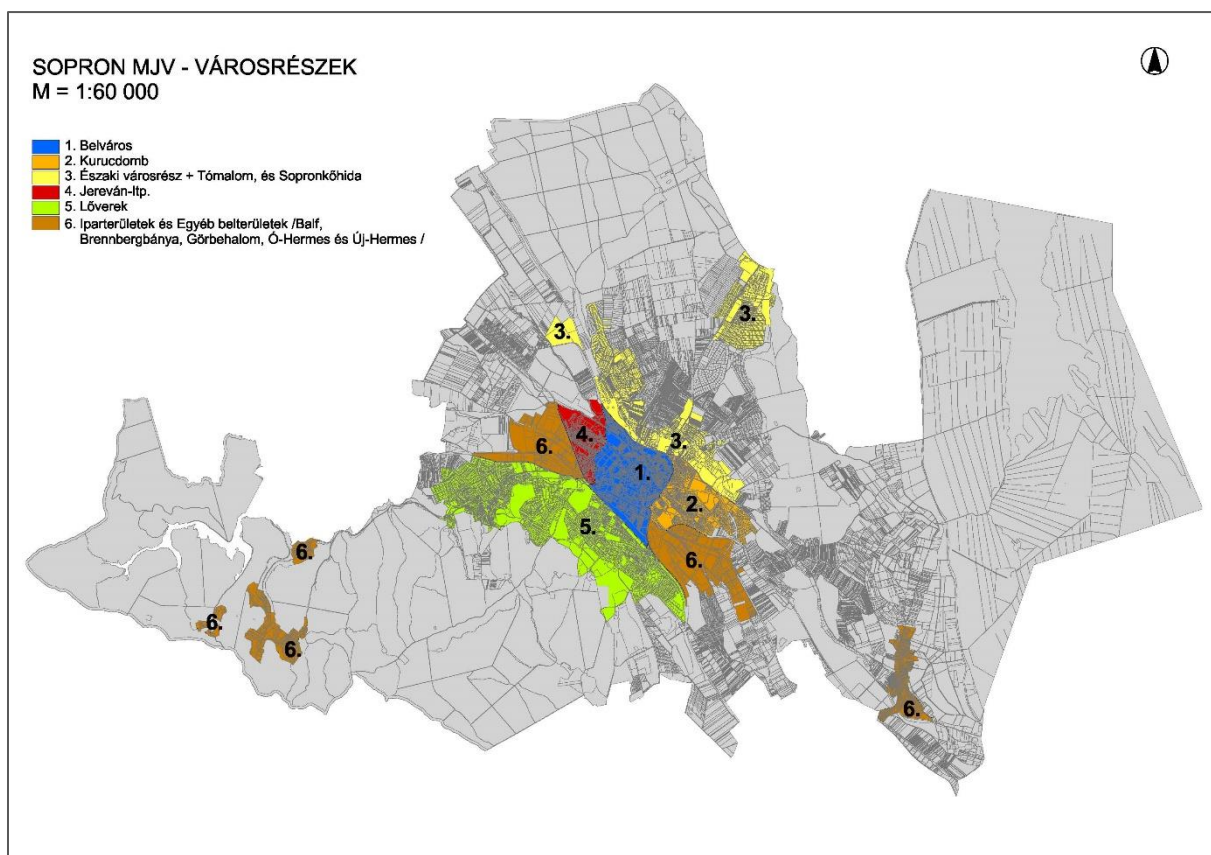 SOPRON MJV - VÁROSRÉSZEK
M = 1:60 000
1. Belváros
2. Kurucdomb
3. Északi városrész + Tómalom, és Sopronkőhida
4. Jereván-ltp.
5. Lőverek
6. Iparterületek és Egyéb belterületek /Balf,
Brennbergbánya, Görbehalom, Ó-Hermes és Új-Hermes /
3.
3.
4.
3.
6.
1.
2.
5.
6.
6.
6.
6.
6.